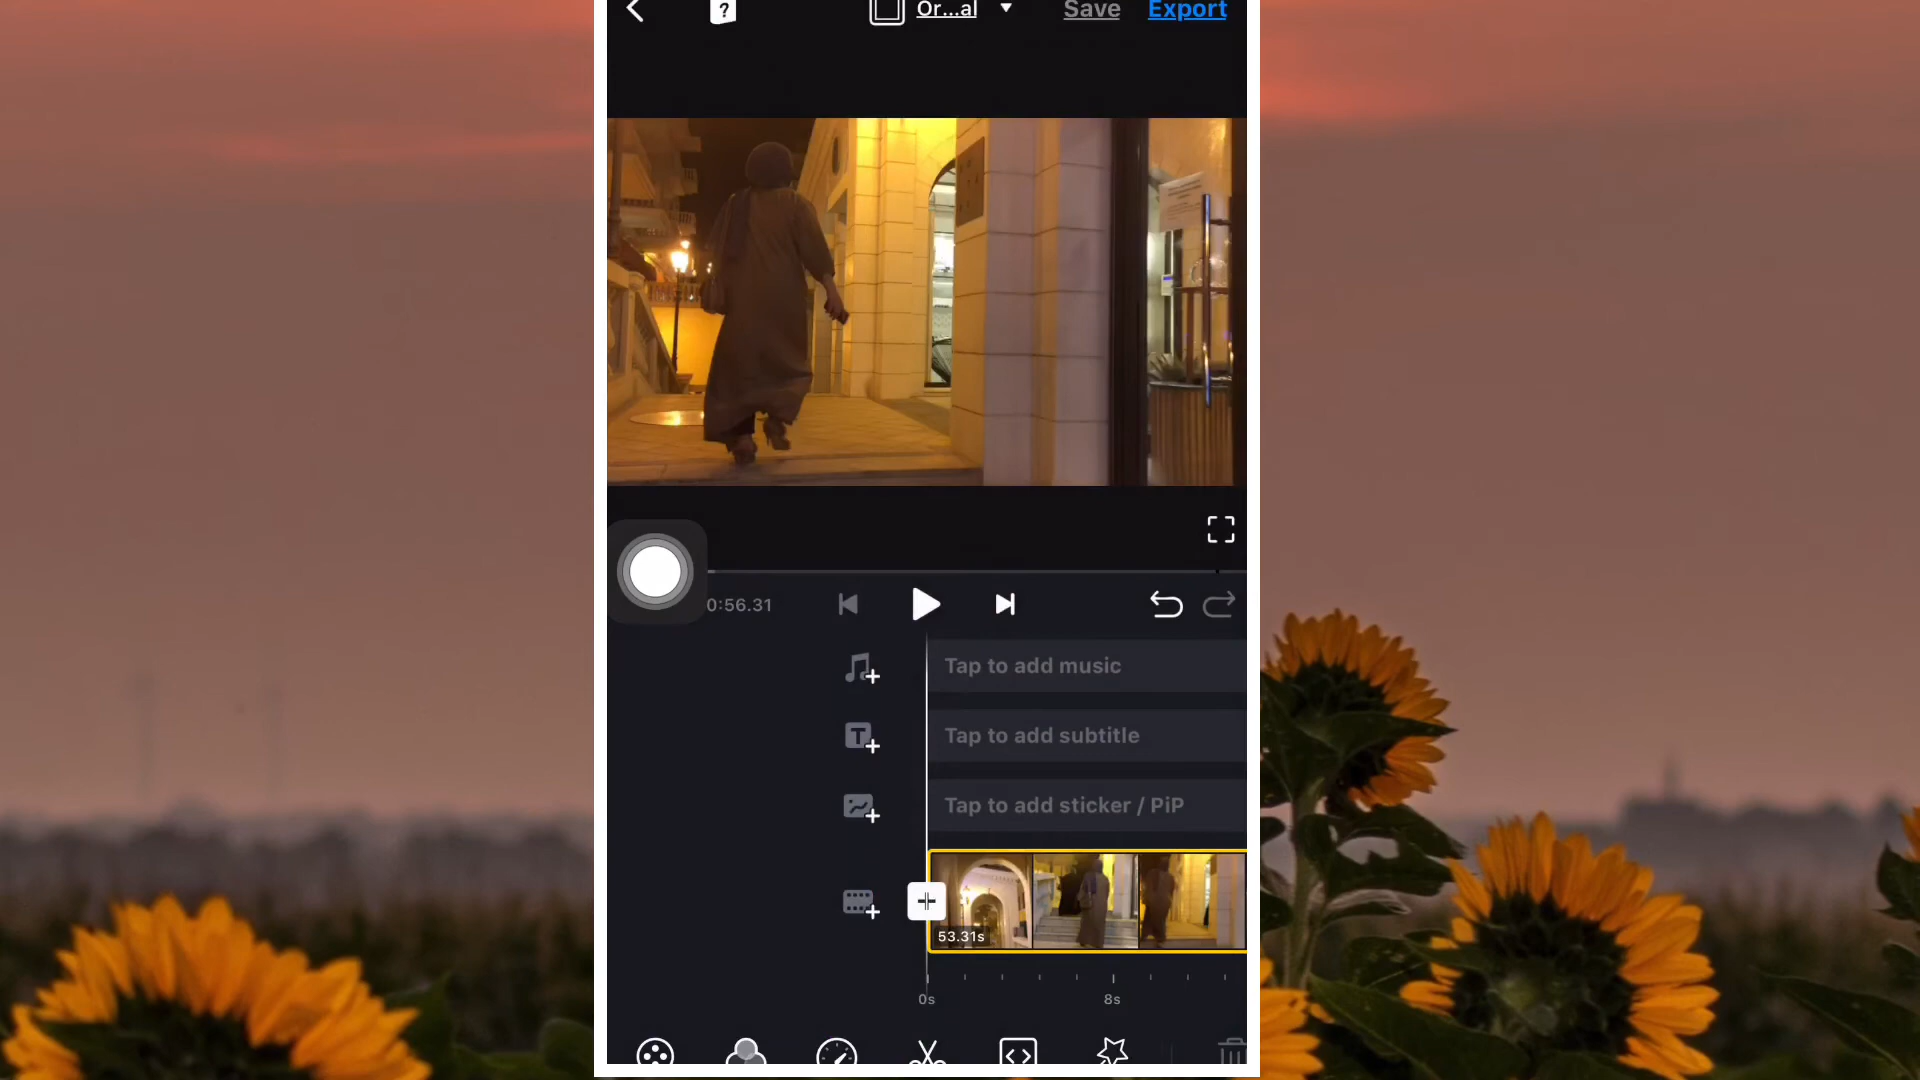 ?
Or...al
Save
Export
0:56.31
Tap to add music
T
Tap to add subtitle
Tap to add sticker / PiP
53.31s
0s
8s